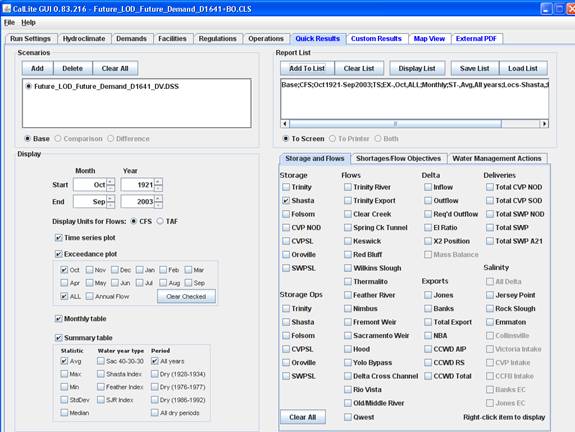 CalLite GUI 0.83.216 - Future_LOD_Future_Demand_D1641+BO.CLS
File Help
Run Settings Hydroclimate Demands Facilities Regulations Operations Quick Results Custom Results Map View External PDF
Scenarios
Add Delete Clear All
Future_LOD_Future_Demand_D1641_DV.DSS
Base Comparison Difference
Report List
Add To List Clear List Display List Save List Load List
Base;CFS;Oct1921-Sep2003;TS;EX-,Oct,ALL;Monthly;ST-,Avg,All years;Locs-Shasta,
To Screen To Printer Both
Display
Month Year
Start Oct 1921
End Sep 2003
Display Units for Flows: CFS TAF
Time series plot
Exceedance plot
Oct Nov Dec Jan Feb Mar
Apr May Jun Jul Aug Sep
ALL Annual Flow Clear Checked
Monthly table
Summary table
Statistic Water year type Period
Avg Sac 40-30-30 All years
Max Shasta Index Dry (1928-1934)
Min Feather Index Dry (1976-1977)
StdDev SJR Index Dry (1986-1992)
Median All dry periods
Storage and Flows Shortages/Flow Objectives Water Management Actions
Storage
Trinity
Shasta
Folsom
CVP NOD
CVPSL
Oroville
SWPSL
Storage Ops
Trinity
Shasta
Folsom
CVPSL
Oroville
SWPSL
Clear All
Flows
Trinity River
Trinity Export
Clear Creek
Spring Ck Tunnel
Keswick
Red Bluff
Wilkins Slough
Thermalito
Feather River
Nimbus
Fremont Weir
Sacramento Weir
Hood
Yolo Bypass
Delta Cross Channel
Rio Vista
Old/Middle River
Qwest
Delta
Inflow
Outflow
Req'd Outflow
EI Ratio
X2 Position
Mass Balance
Exports
Jones
Banks
Total Export
NBA
CCWD AIP
CCWD RS
CCWD Total
Deliveries
Total CVP NOD
Total CVP SOD
Total SWP NOD
Total SWP
Total SWP A21
Salinity
All Delta
Jersey Point
Rock Slough
Emmaton
Collinsville
Victoria Intake
CVP Intake
CCFB Intake
Banks EC
Jones EC
Right-click item to display